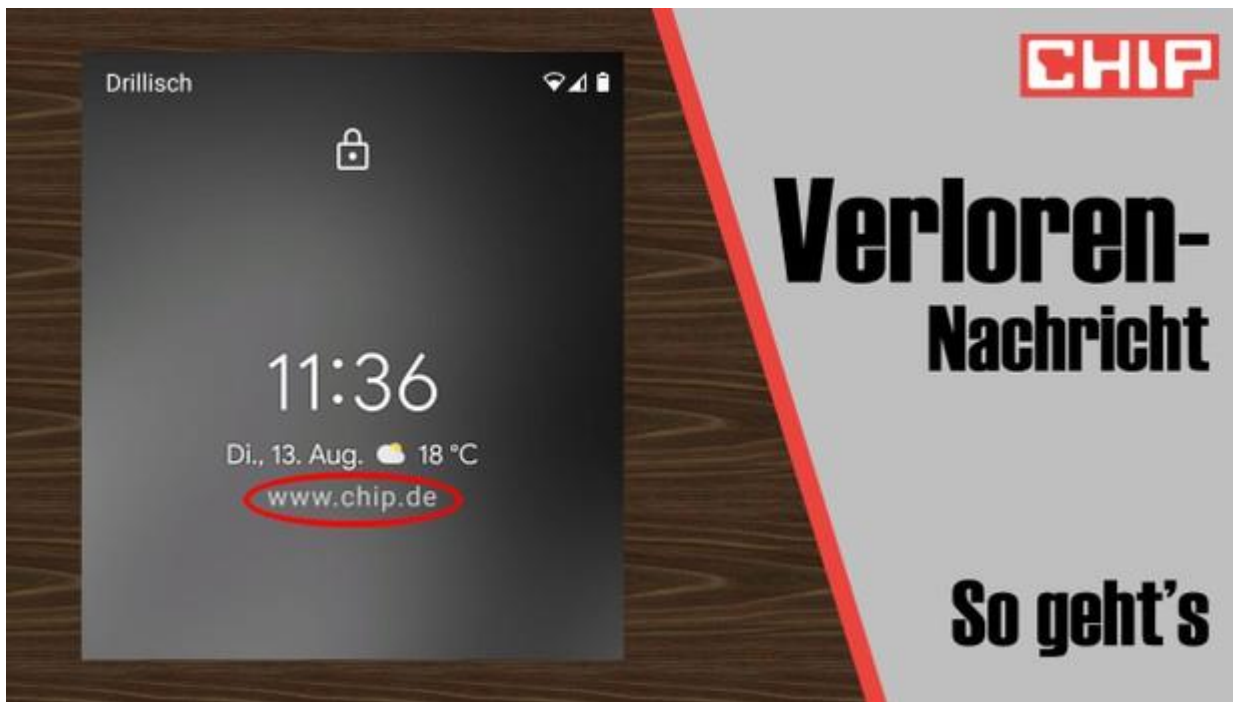 Drillisch
11:36
Di., 13. Aug. 18 °C
www.chip.de
CHIP
Verloren-
Nachricht
So geht's